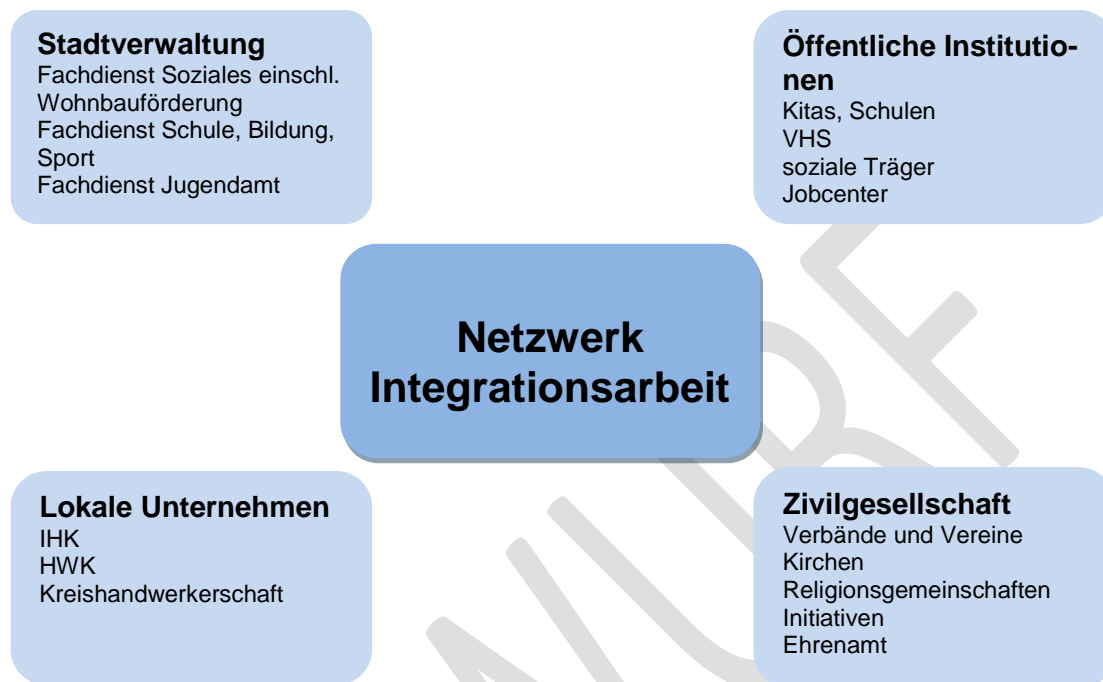 Stadtverwaltung
Fachdienst Soziales einschl.
Wohnbauförderung
Fachdienst Schule, Bildung,
Sport
Fachdienst Jugendamt
Öffentliche Institutio-
nen
Kitas, Schulen
VHS
soziale Träger
Jobcenter
Netzwerk
Integrationsarbeit
Lokale Unternehmen
IHK
HWK
Kreishandwerkerschaft
Zivilgesellschaft
Verbände und Vereine
Kirchen
Religionsgemeinschaften
Initiativen
Ehrenamt